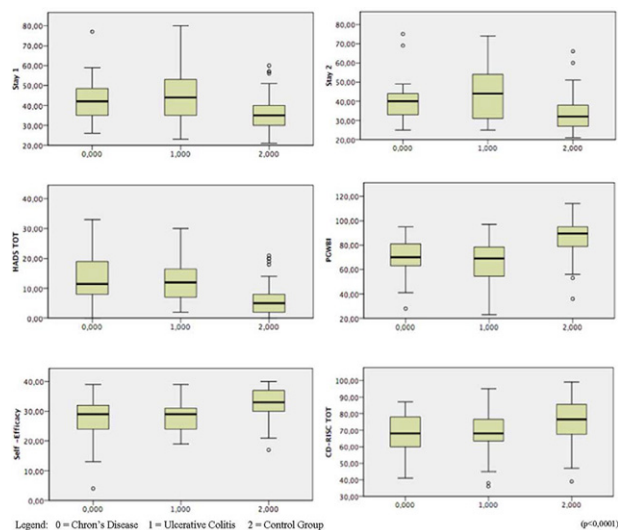 Stay 1
80,00
70,00
60,00
50,00
40,00
30,00
20,00
0,000 1,000 2,000
Stay 2
80,00
70,00
60,00
50,00
40,00
30,00
20,00
0,000 1,000 2,000
HADS TOT
40,00
30,00
20,00
10,00
0,00
0,000 1,000 2,000
PGWBI
120,00
100,00
80,00
60,00
40,00
20,00
0,000 1,000 2,000
Self -Efficacy
40,00
30,00
20,00
10,00
0,00
0,000 1,000 2,000
CD-RISC TOT
100,00
90,00
80,00
70,00
60,00
50,00
40,00
30,00
0,000 1,000 2,000
Legend: 0 = Chron's Disease 1 = Ulcerative Colitis 2 = Control Group (p<0,0001)